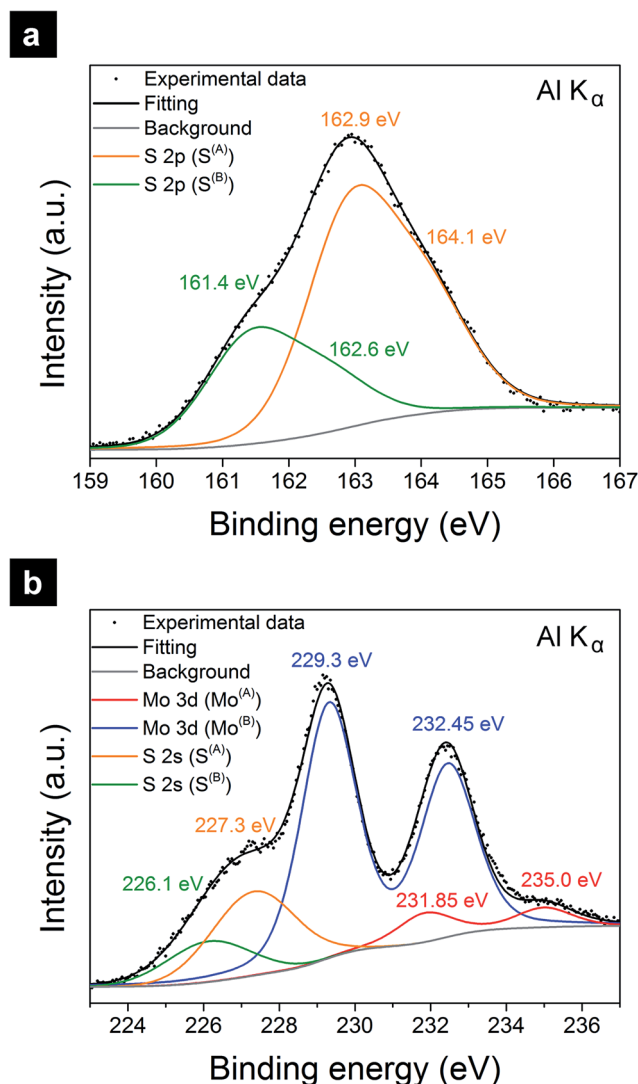 a
Experimental data
Fitting
Background
S 2p (S(A))
S 2p (S(B))
Al Kα
162.9 eV
164.1 eV
161.4 eV
162.6 eV
Intensity (a.u.)
159 160 161 162 163 164 165 166 167
Binding energy (eV)
b
Experimental data
Fitting
Background
Mo 3d (Mo(A))
Mo 3d (Mo(B))
S 2s (S(A))
S 2s (S(B))
Al Kα
229.3 eV
232.45 eV
227.3 eV
226.1 eV
231.85 eV
235.0 eV
Intensity (a.u.)
224 226 228 230 232 234 236
Binding energy (eV)